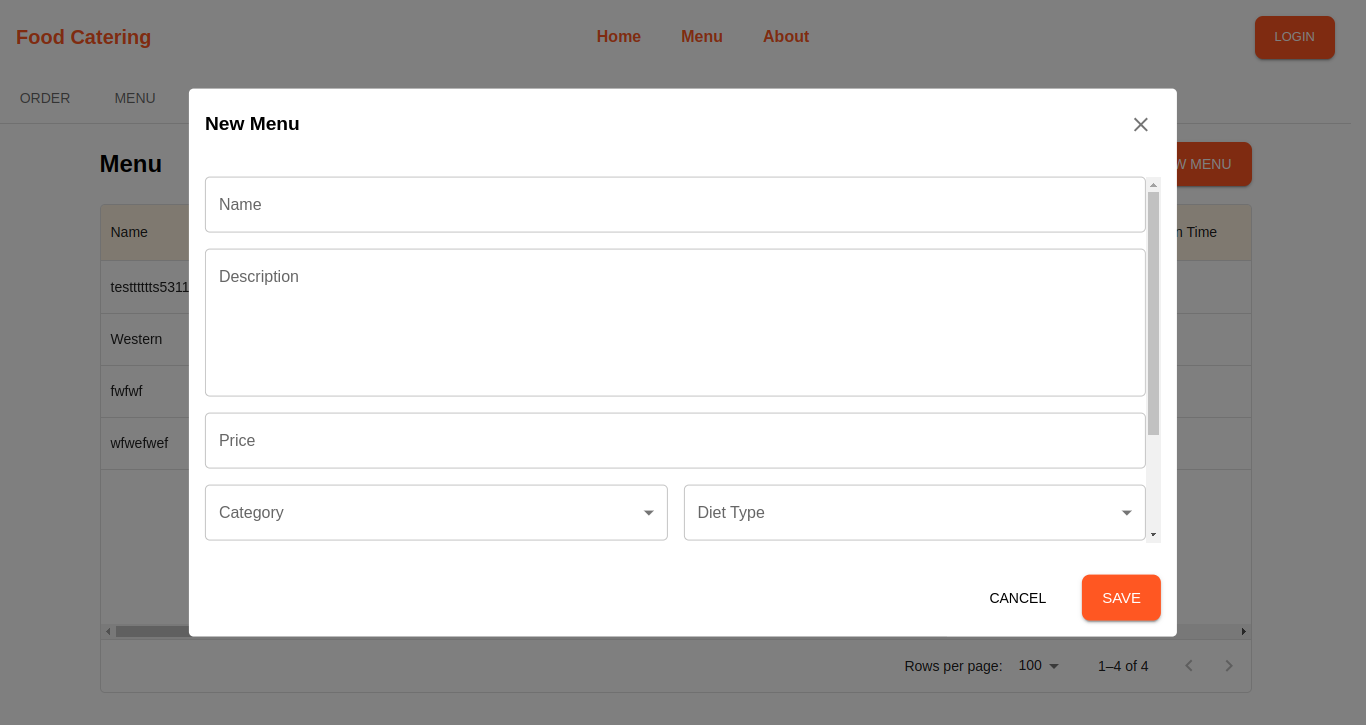 Food Catering
Home Menu About
LOGIN
ORDER MENU
New Menu
Menu
W MENU
Name
Name
n Time
Description
testttttts5311
Western
fwfwf
Price
wfwefwef
Category
Diet Type
CANCEL
SAVE
Rows per page: 100 1–4 of 4